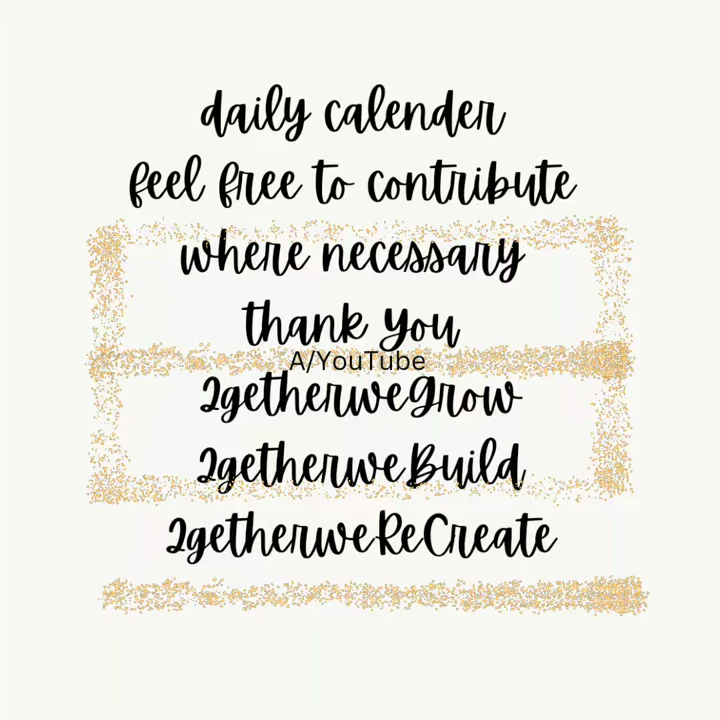 daily calender
feel free to contribute
where necessary
thank you
A/YouTube
2getherweGrow
2getherweBuild
2getherweReCreate